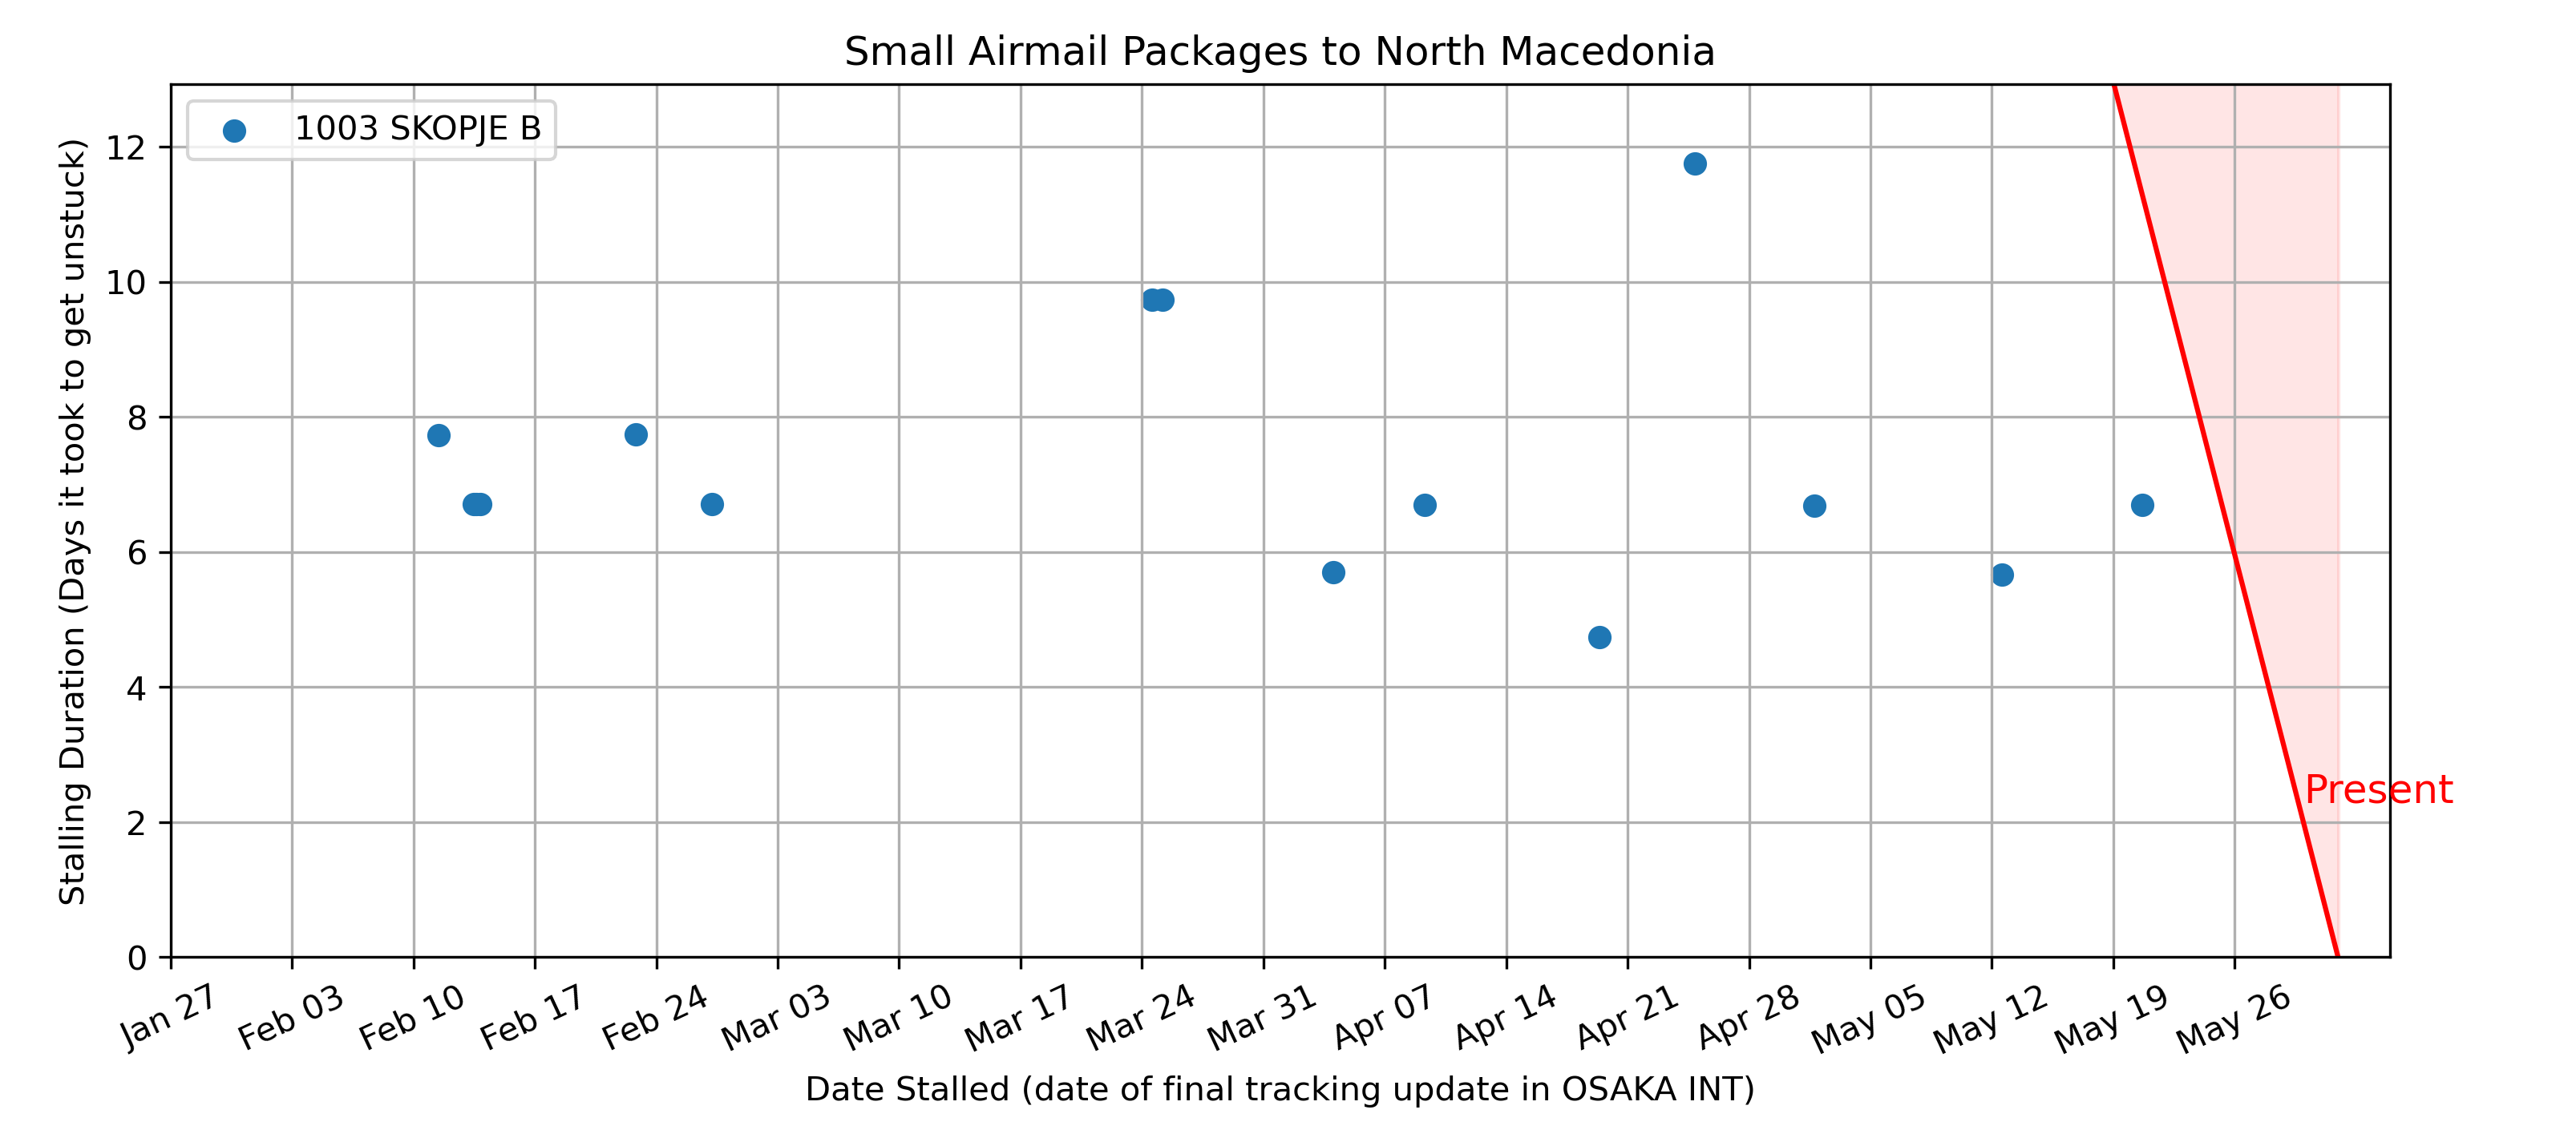 Small Airmail Packages to North Macedonia
1003 SKOPJE B
Stalling Duration (Days it took to get unstuck)
12
10
8
6
4
2
0
Present
Jan 27
Feb 03
Feb 10
Feb 17
Feb 24
Mar 03
Mar 10
Mar 17
Mar 24
Mar 31
Apr 07
Apr 14
Apr 21
Apr 28
May 05
May 12
May 19
May 26
Date Stalled (date of final tracking update in OSAKA INT)